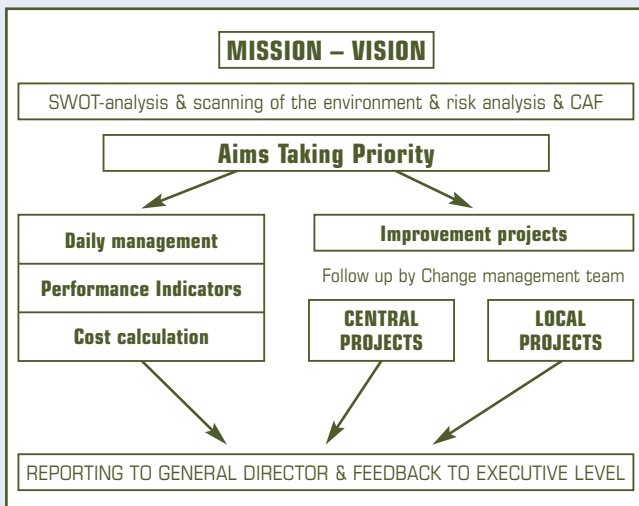 MISSION – VISION
SWOT-analysis & scanning of the environment & risk analysis & CAF
Aims Taking Priority
Daily management
Performance Indicators
Cost calculation
Improvement projects
Follow up by Change management team
CENTRAL
PROJECTS
LOCAL
PROJECTS
REPORTING TO GENERAL DIRECTOR & FEEDBACK TO EXECUTIVE LEVEL